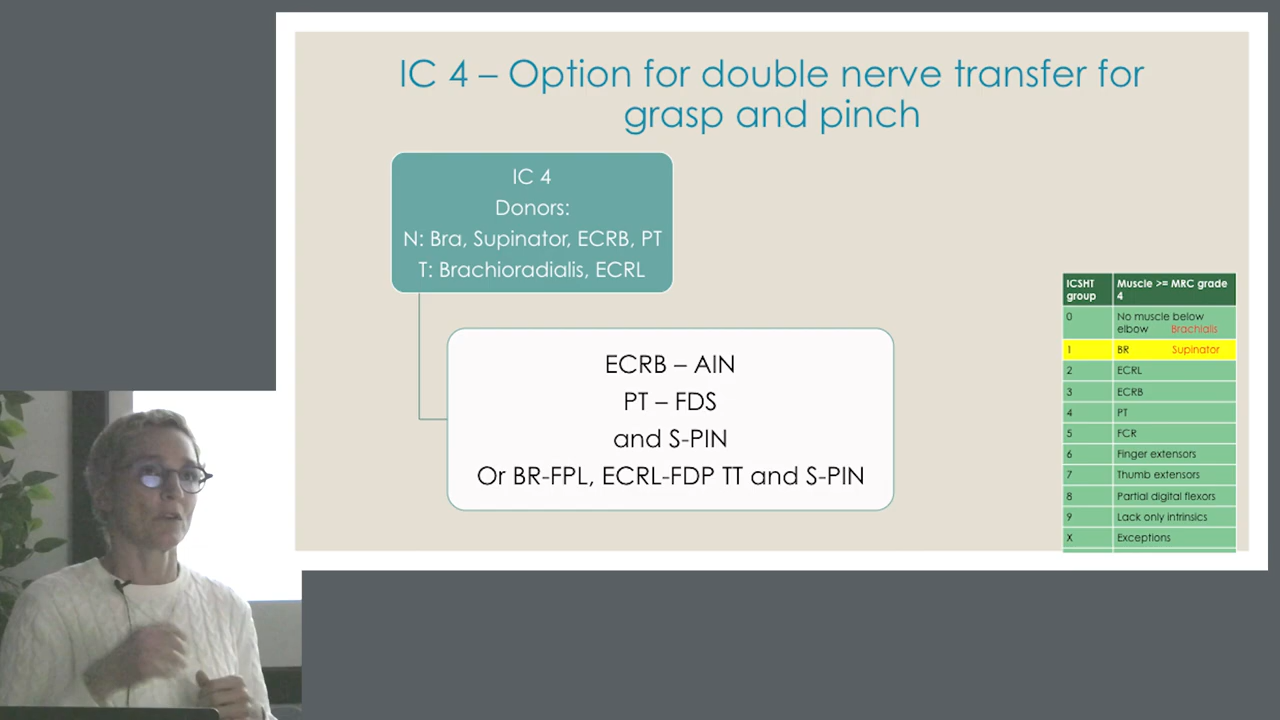 IC 4 – Option for double nerve transfer for
grasp and pinch
IC 4
Donors:
N: Bra, Supinator, ECRB, PT
T: Brachioradialis, ECRL
ECRB – AIN
PT – FDS
and S-PIN
Or BR-FPL, ECRL-FDP TT and S-PIN
ICSHT group
Muscle >= MRC grade 4
0 No muscle below
elbow Brachialis
1 BR Supinator
2 ECRL
3 ECRB
4 PT
5 FCR
6 Finger extensors
7 Thumb extensors
8 Partial digital flexors
9 Lack only intrinsics
X Exceptions